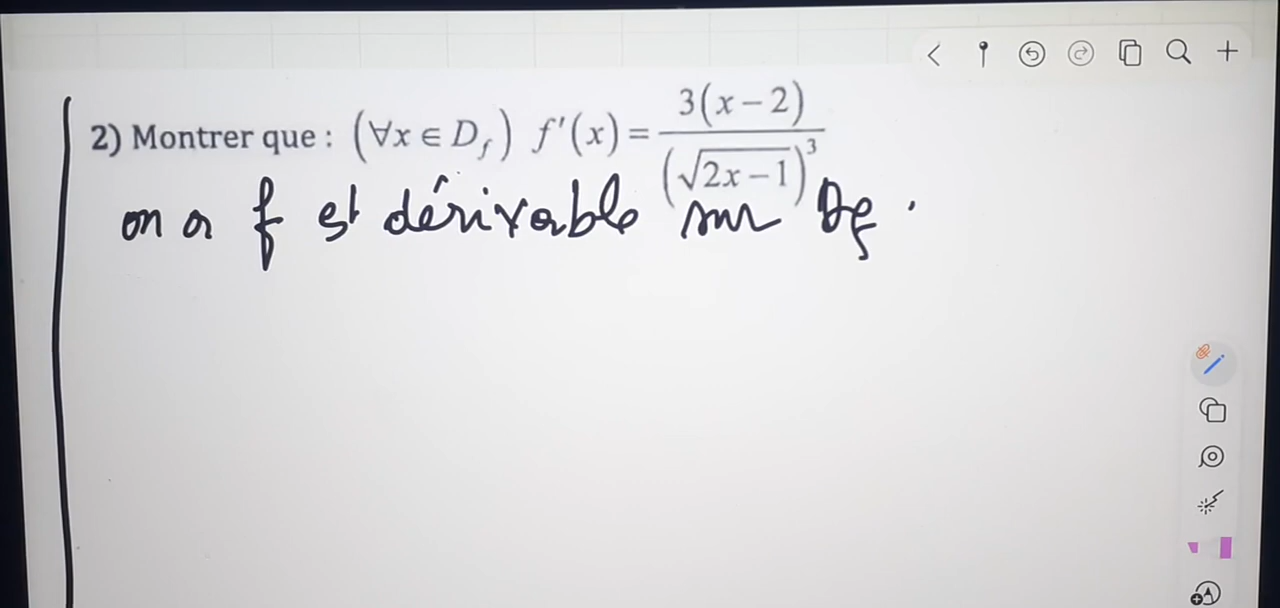 2) Montrer que : (∀x ∈ D_f) f'(x) = 3(x − 2) / (√(2x − 1))³
on a f est dérivable sur Df.